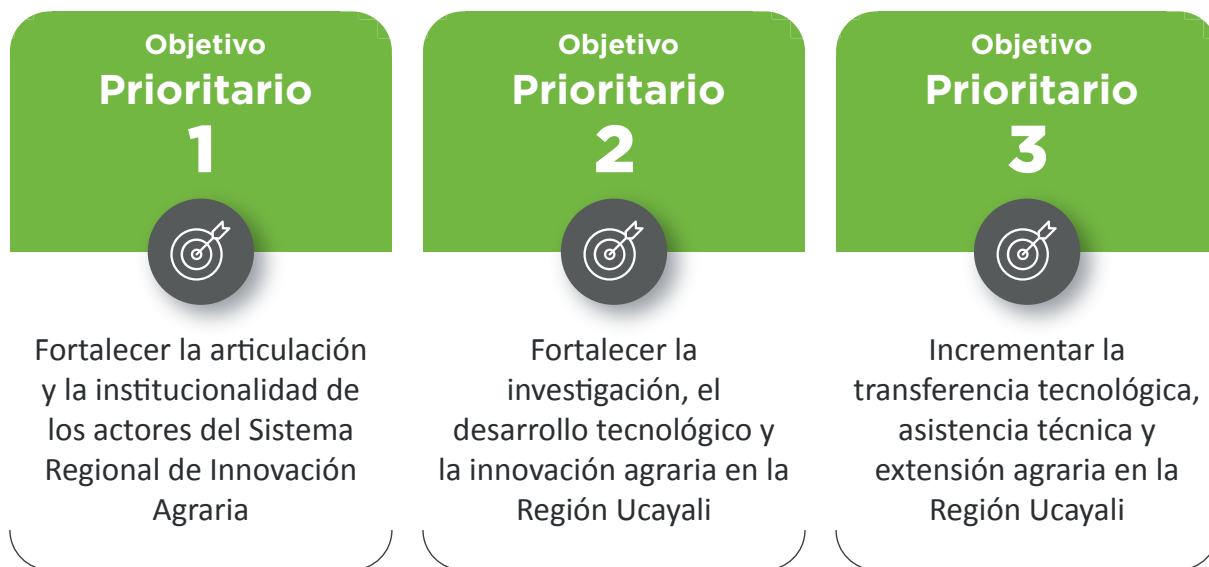 Objetivo
Prioritario
1
Fortalecer la articulación
y la institucionalidad de
los actores del Sistema
Regional de Innovación
Agraria
Objetivo
Prioritario
2
Fortalecer la
investigación, el
desarrollo tecnológico y
la innovación agraria en la
Región Ucayali
Objetivo
Prioritario
3
Incrementar la
transferencia tecnológica,
asistencia técnica y
extensión agraria en la
Región Ucayali